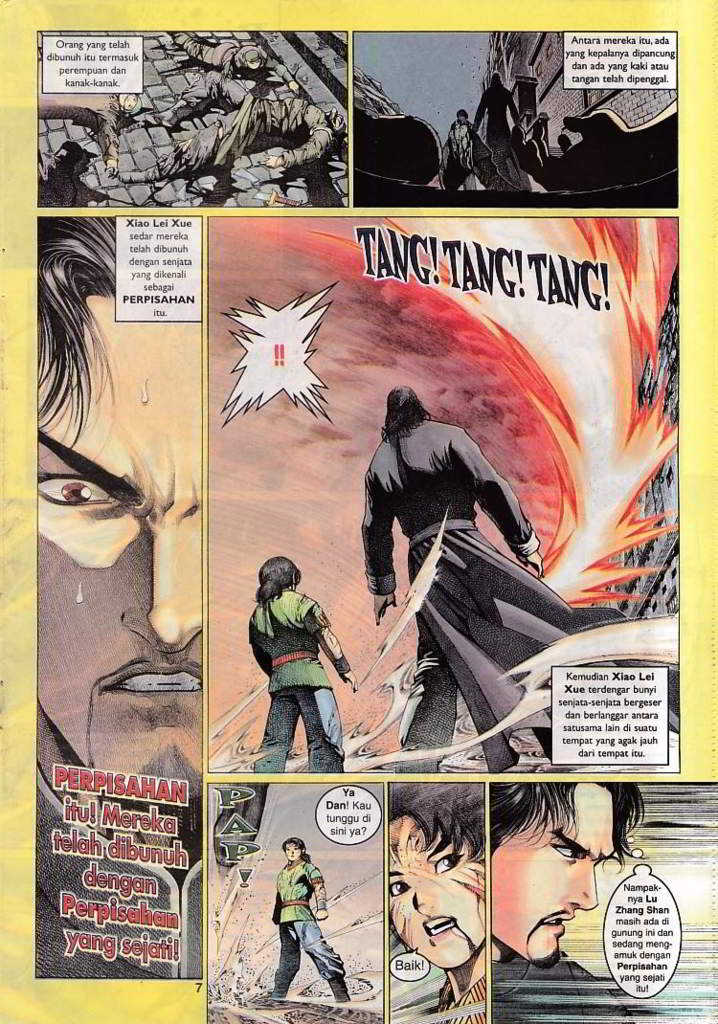 Orang yang telah
dibunuh itu termasuk
perempuan dan
kanak-kanak.
Antara mereka itu, ada
yang kepalanya dipancung
dan ada yang kaki atau
tangan telah dipenggal.
Xiao Lei Xue
sedar mereka
telah dibunuh
dengan senjata
yang dikenali
sebagai
PERPISAHAN
itu.
TANG! TANG! TANG!
!!
Kemudian Xiao Lei
Xue terdengar bunyi
senjata-senjata bergeser
dan berlanggar antara
satusama lain di suatu
tempat yang agak jauh
dari tempat itu.
PERPISAHAN
itu! Mereka
telah dibunuh
dengan
Perpisahan
yang sejati!
PAP!
Ya
Dan! Kau
tunggu di
sini ya?
Baik!
Nampak-
nya Lu
Zhang Shan
masih ada di
gunung ini dan
sedang meng-
amuk dengan
Perpisahan
yang sejati
itu!
7